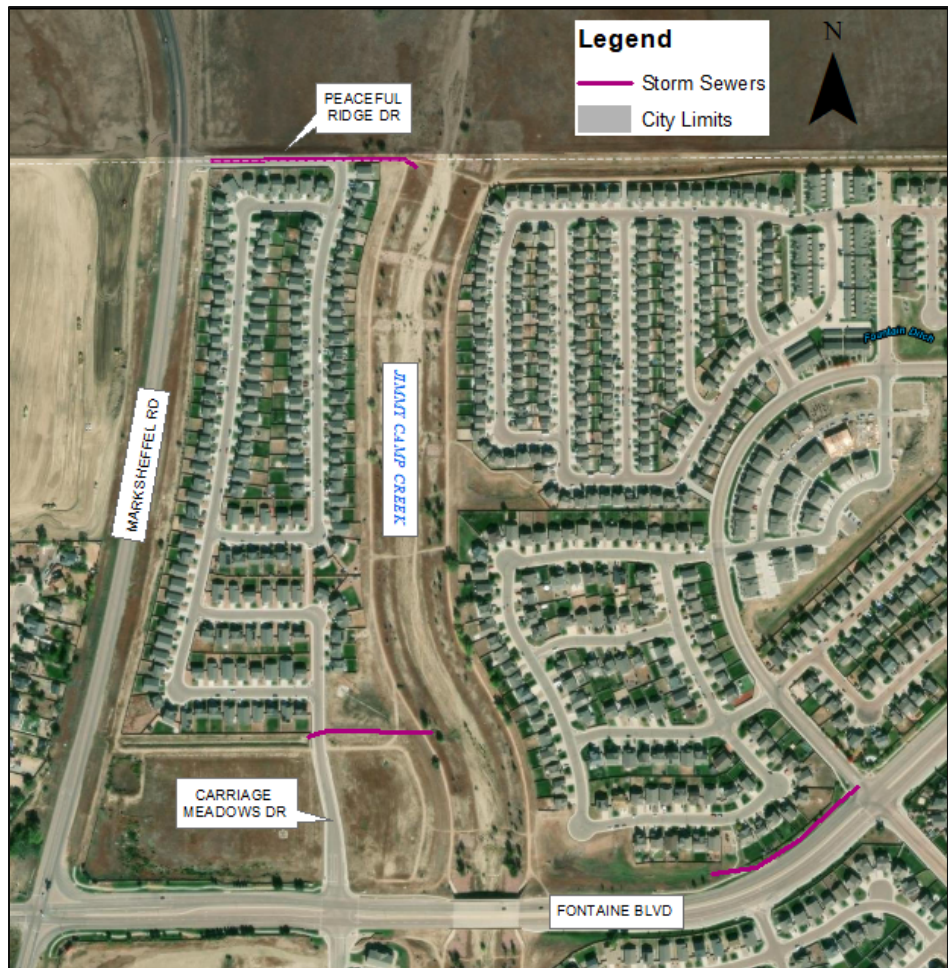 Legend
Storm Sewers
City Limits
N
PEACEFUL
RIDGE DR
Fountain Ditch
JIMMY CAMP CREEK
MARKSHEFFEL RD
CARRIAGE
MEADOWS DR
FONTAINE BLVD